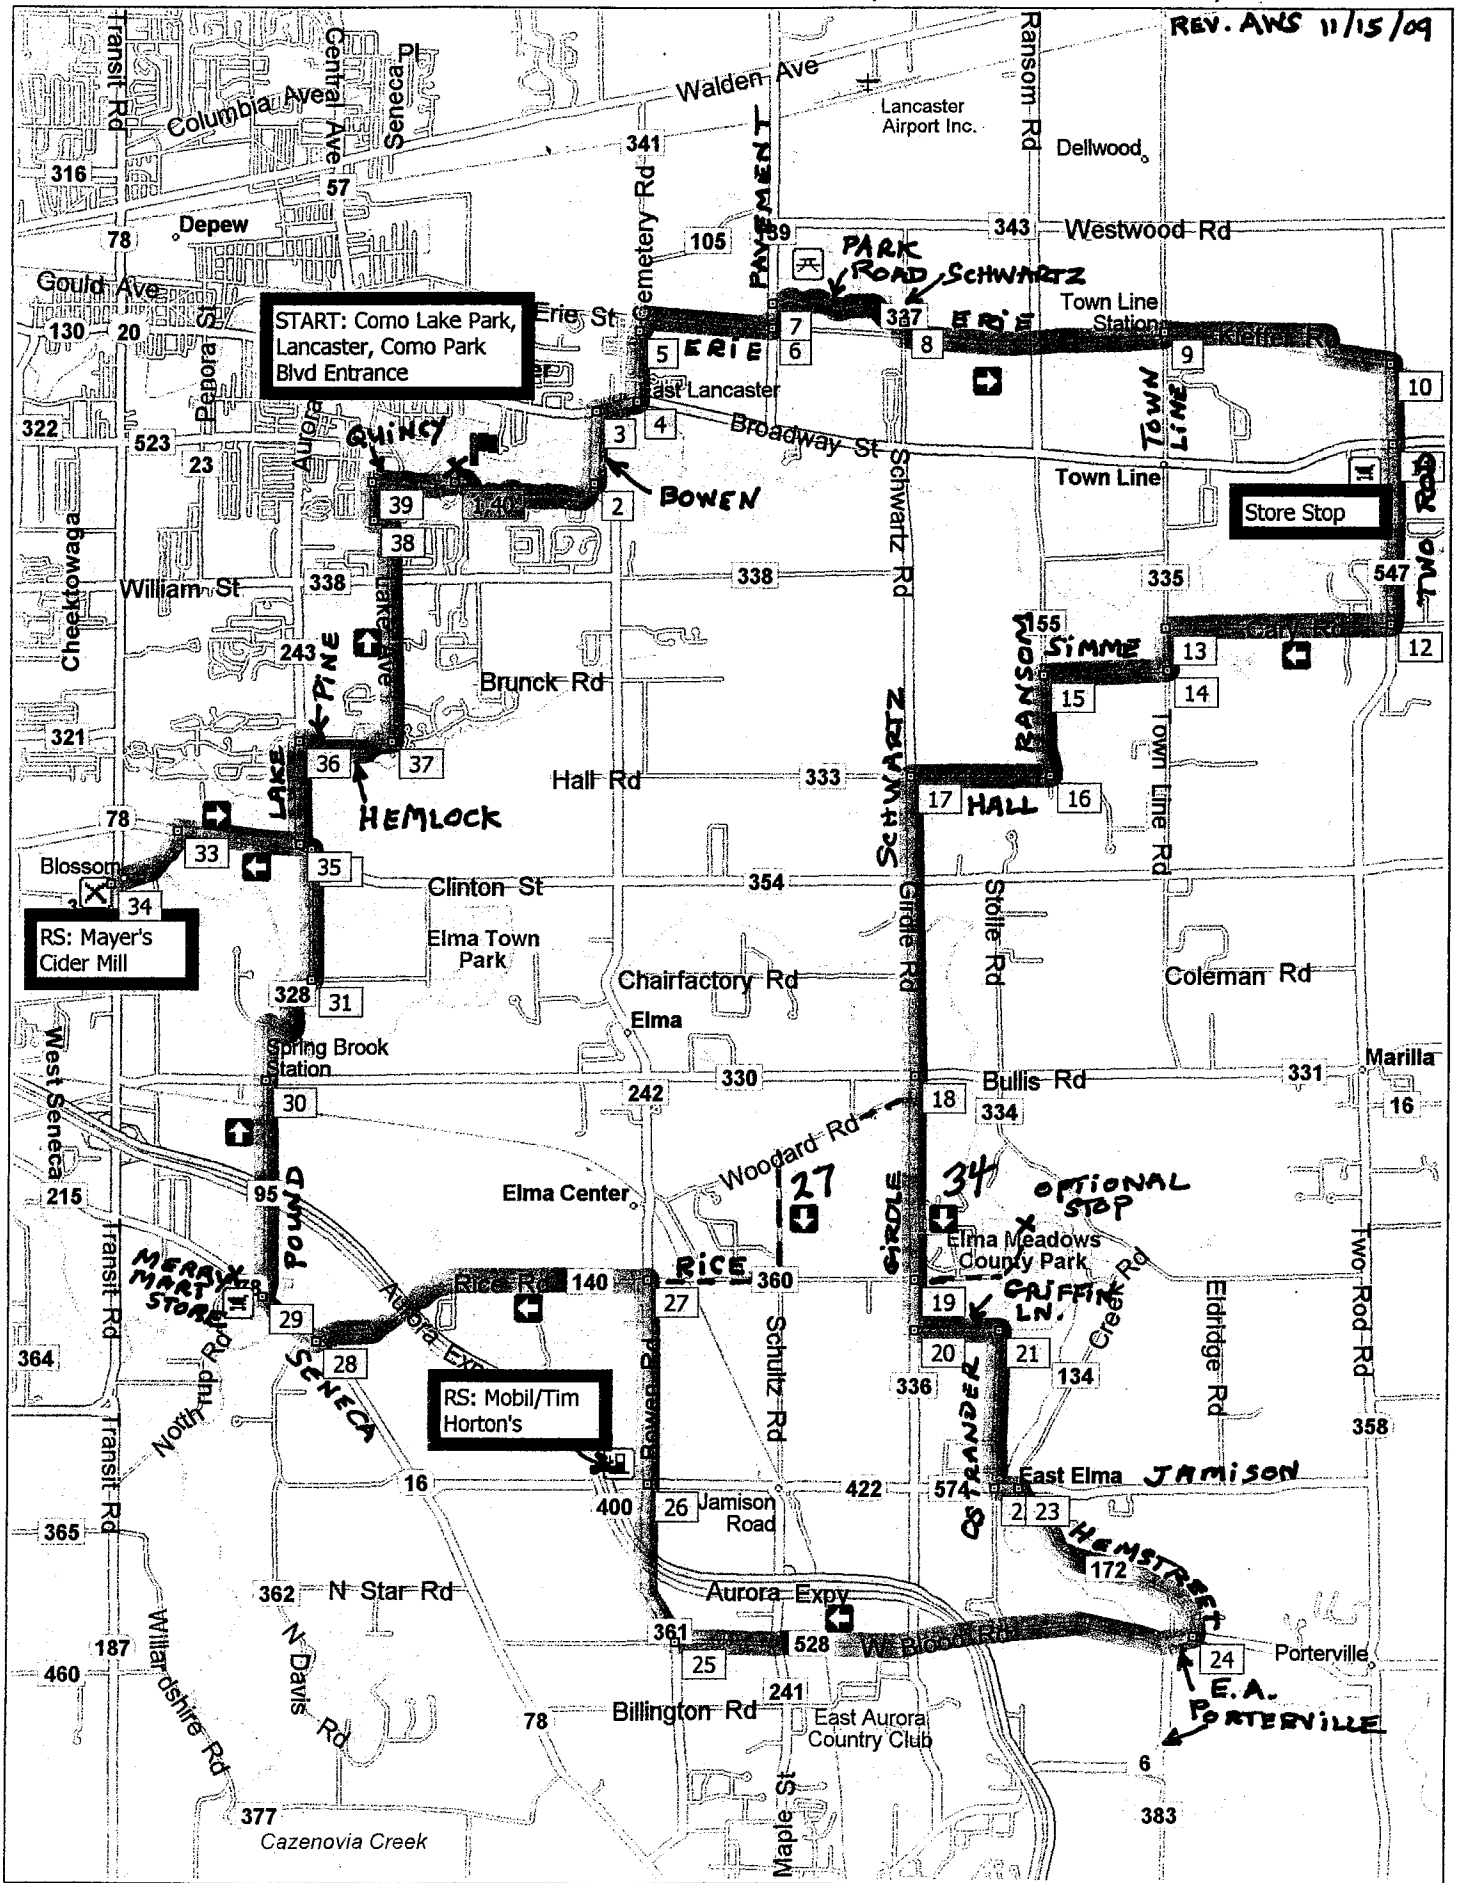 REV. AWS 11/15/09
Transit Rd
Columbia Ave
Central Ave
Seneca Pl
Walden Ave
Lancaster
Airport Inc.
Ransom Rd
Dellwood
316
57
341
Cemetery Rd
PAVEMENT
Depew
78
105
39
343
Westwood Rd
PARK
ROAD
SCHWARTZ
Gould Ave
130
20
Penora St
START: Como Lake Park,
Lancaster, Como Park
Blvd Entrance
Erie St
5
ERIE
7
6
337
8
ERIE
Town Line
Station
9
Kieffer Rd
10
322
523
23
Aurora
QUINCY
3
4
East Lancaster
Broadway St
TOWN
LINE
Town Line
Store Stop
TWO ROD
39
1,40
2
BOWEN
38
Schwartz Rd
Cheektowaga
William St
338
338
335
547
243
PINE
Lake Ave
Brunck Rd
RANSOM
155
SIMME
13
Cary Rd
12
15
14
321
LAKE
36
37
HEMLOCK
Hall Rd
333
SCHWARTZ
17
HALL
16
Town Line Rd
78
33
35
Blossom
34
Clinton St
354
Girdle Rd
Stolle Rd
RS: Mayer's
Cider Mill
Elma Town
Park
Chairfactory Rd
Coleman Rd
328
31
Elma
Spring Brook
Station
West Seneca
30
242
330
18
Bullis Rd
334
331
Marilla
16
Woodard Rd
215
95
POUND
Elma Center
27
GIRDLE
34
OPTIONAL
STOP
Elma Meadows
County Park
MERRY
MART
STORE
78
Transit Rd
Rice Rd
140
RICE
360
27
19
GRIFFIN
LN.
Creek Rd
Eldridge Rd
Two Rod Rd
364
29
28
SENECA
Aurora Exp
Schultz Rd
20
21
134
336
RS: Mobil/Tim
Horton's
Bowen Rd
OSTRANDER
358
North
Transit Rd
16
400
26
Jamison
Road
422
574
East Elma
JAMISON
23
365
HEMSTREET
172
362
N Star Rd
Aurora Expy
187
361
25
528
W Blood Rd
24
Porterville
460
Willardshire Rd
N Davis Rd
78
Billington Rd
241
East Aurora
Country Club
E.A.
PORTERVILLE
6
377
Cazenovia Creek
Maple St
383